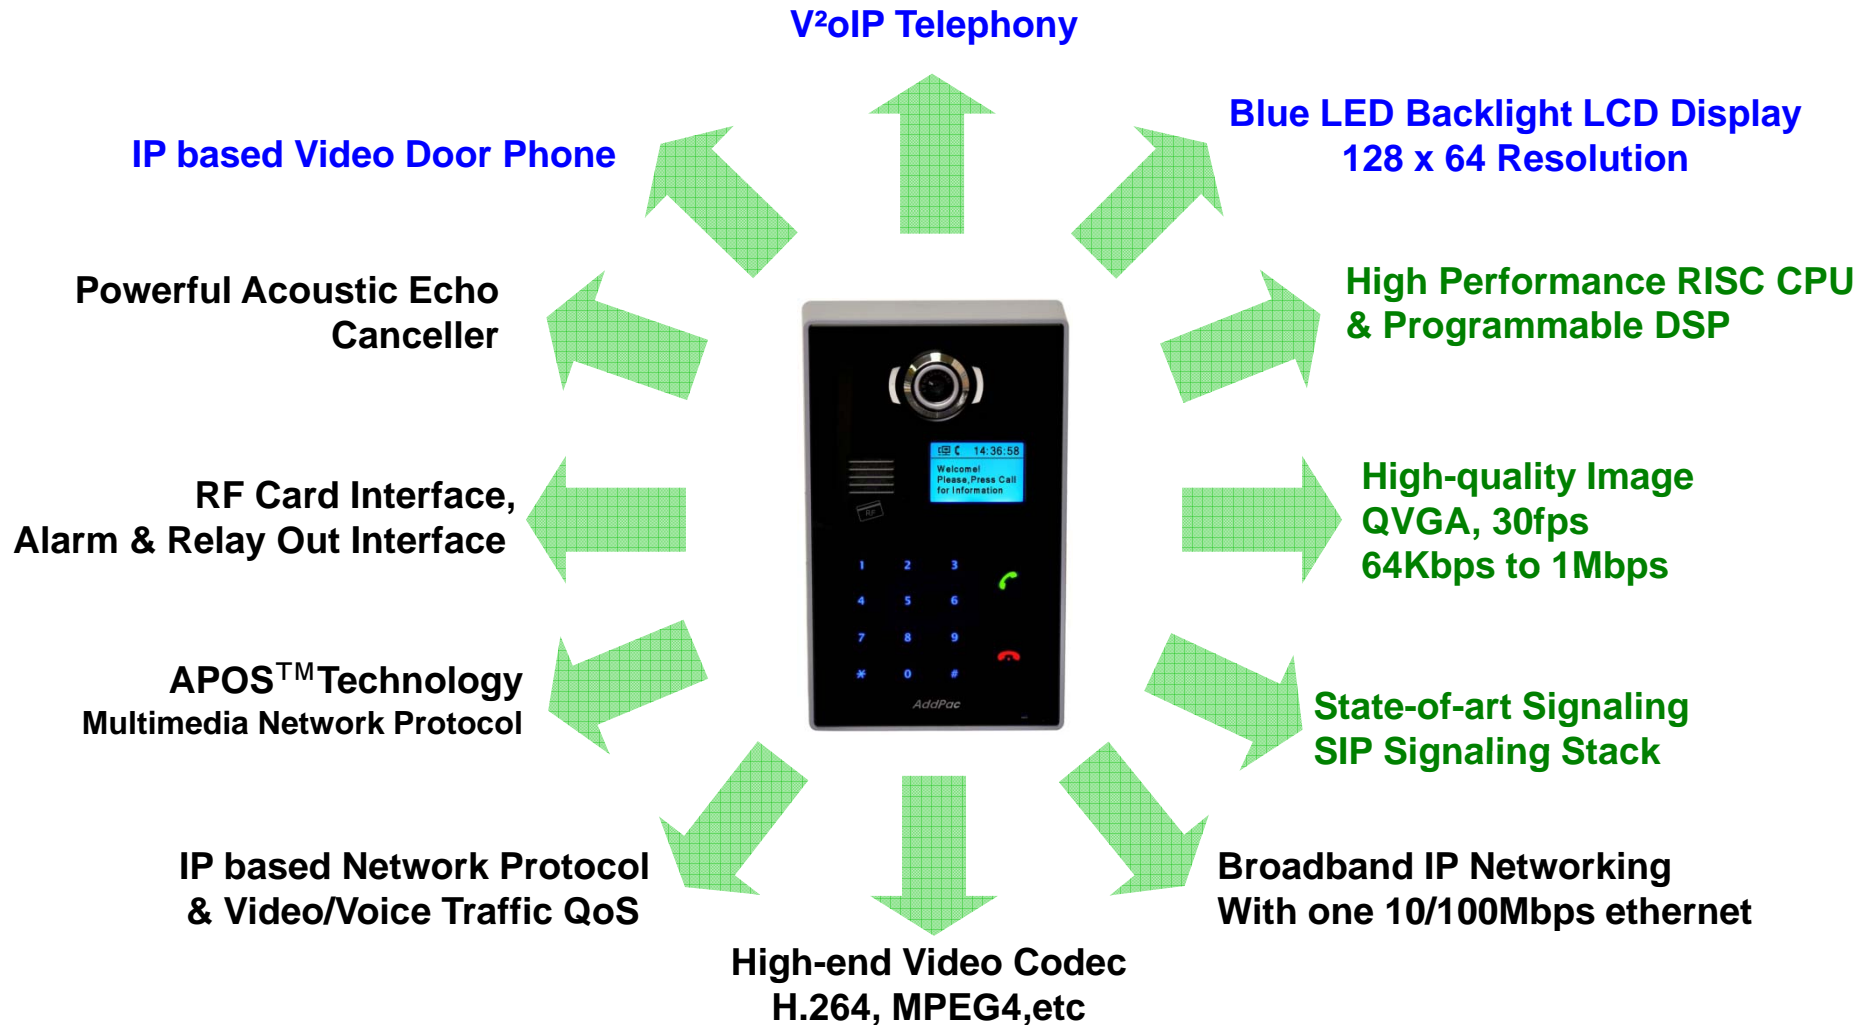 V²oIP Telephony
Blue LED Backlight LCD Display
128 x 64 Resolution
IP based Video Door Phone
Powerful Acoustic Echo
Canceller
High Performance RISC CPU
& Programmable DSP
RF Card Interface,
Alarm & Relay Out Interface
High-quality Image
QVGA, 30fps
64Kbps to 1Mbps
14:36:58
Welcome!
Please,Press Call
for Information
RF
1 2 3
4 5 6
7 8 9
* 0 #
AddPac
APOS™Technology
Multimedia Network Protocol
State-of-art Signaling
SIP Signaling Stack
IP based Network Protocol
& Video/Voice Traffic QoS
Broadband IP Networking
With one 10/100Mbps ethernet
High-end Video Codec
H.264, MPEG4,etc